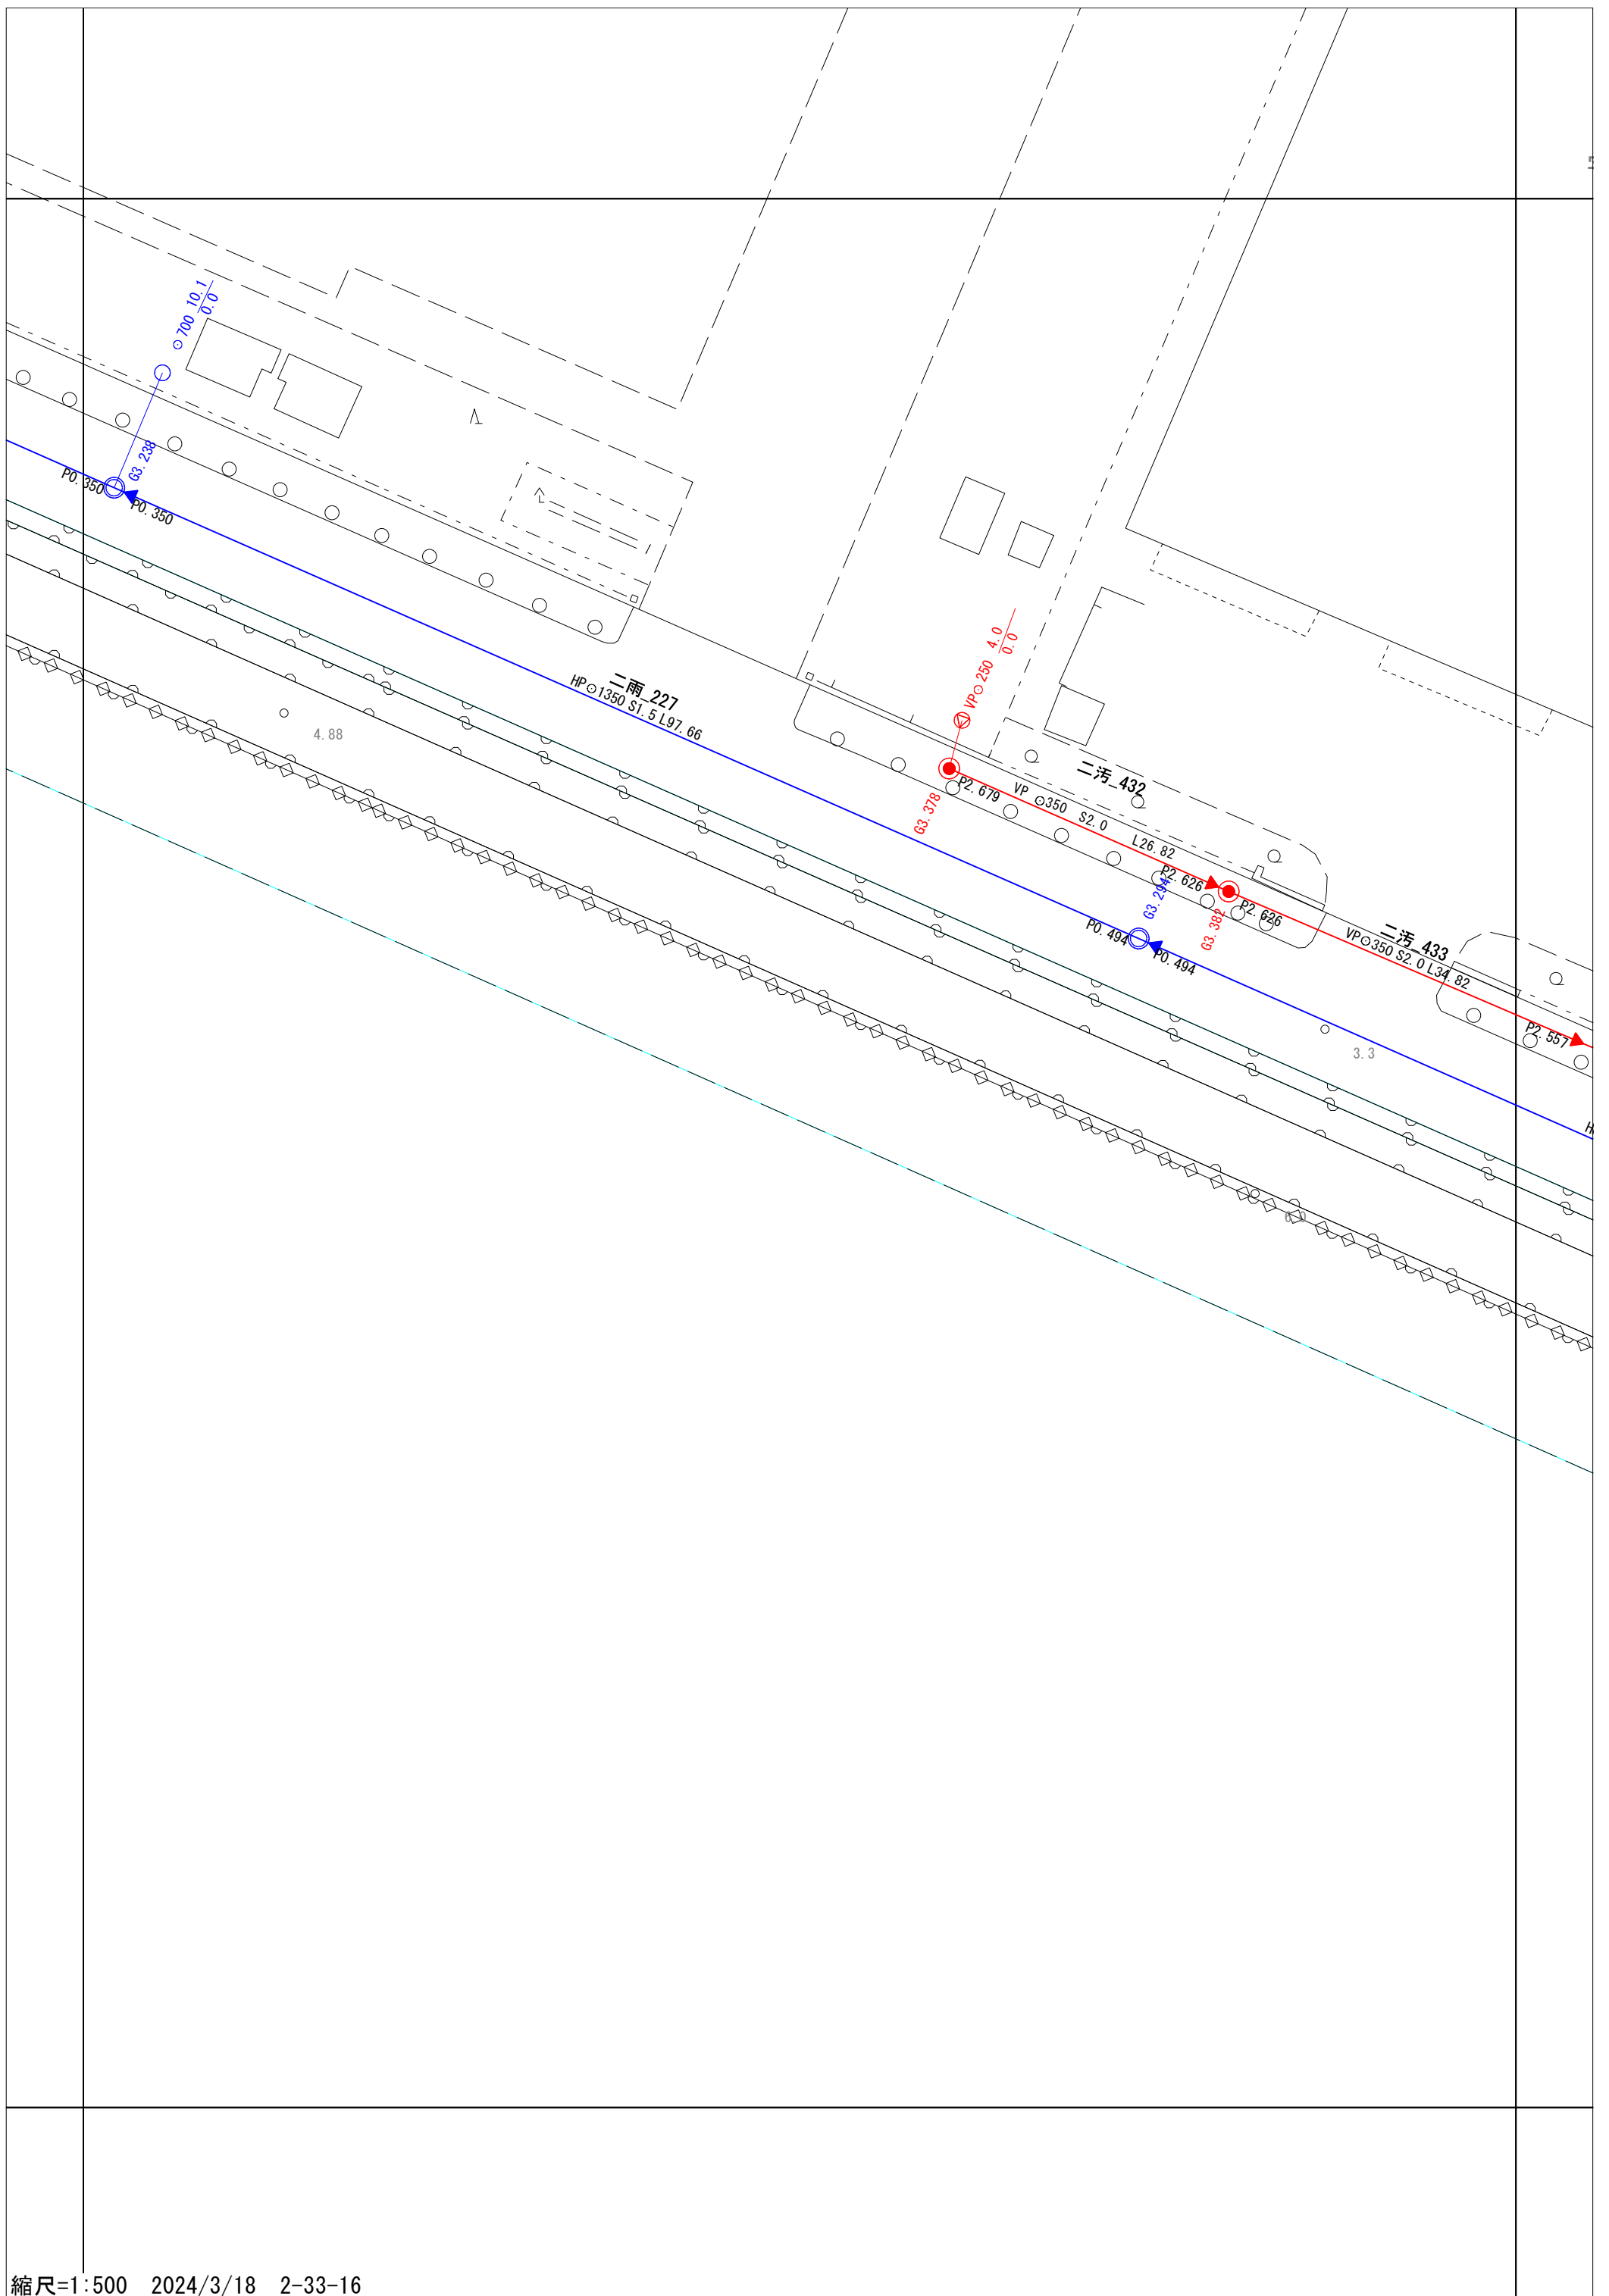 ⊙700 10.1
0.0
G3.238
P0.350
P0.350
二雨_227
HP⊙1350 S1.5 L97.66
4.88
VP⊙250 4.0
0.0
二汚_432
P2.679
VP ⊙350 S2.0 L26.82
G3.378
P2.626
G3.294
P2.626
G3.382
P0.494
P0.494
二汚_433
VP⊙350 S2.0 L34.82
P2.557
3.3
縮尺=1:500 2024/3/18 2-33-16